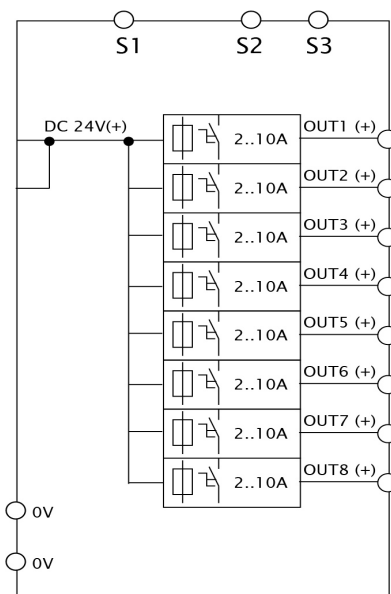 S1 S2 S3
DC 24V(+)
2..10A OUT1 (+)
2..10A OUT2 (+)
2..10A OUT3 (+)
2..10A OUT4 (+)
2..10A OUT5 (+)
2..10A OUT6 (+)
2..10A OUT7 (+)
2..10A OUT8 (+)
0V
0V